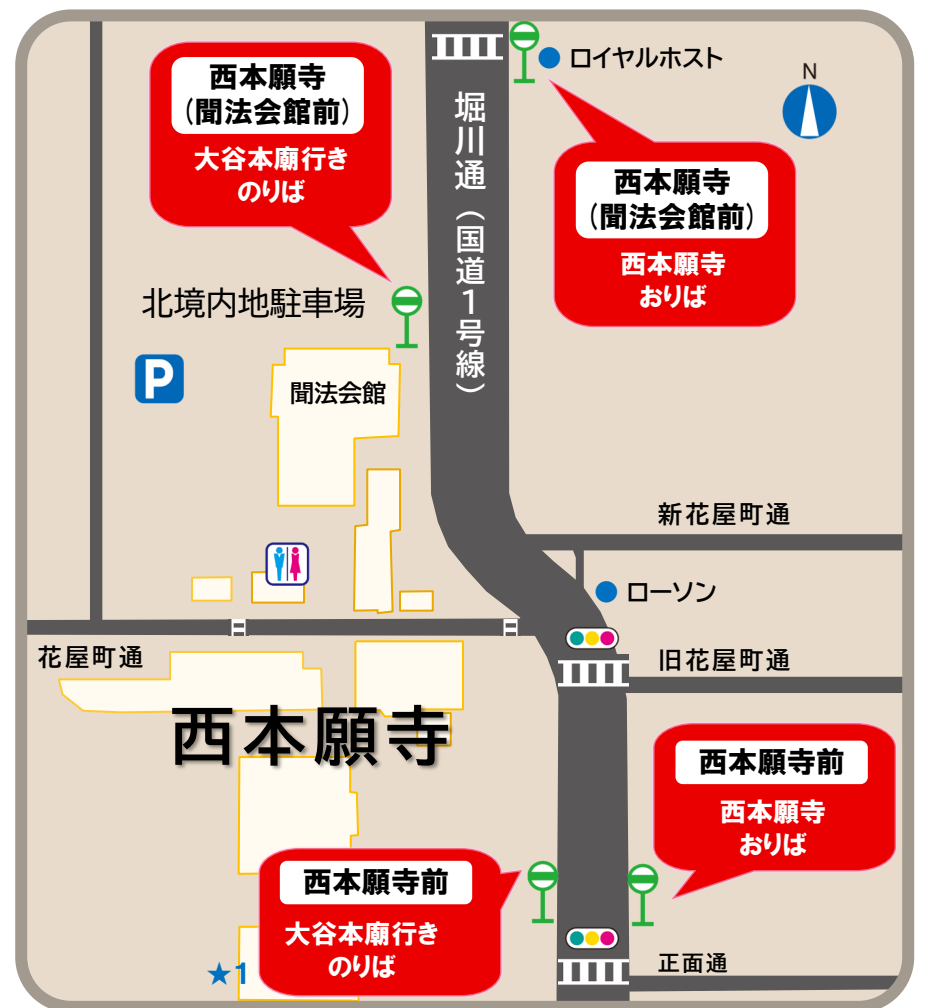 ロイヤルホスト
N
西本願寺
(聞法会館前)
大谷本廟行き
のりば
堀川通（国道1号線）
西本願寺
(聞法会館前)
西本願寺
おりば
北境内地駐車場
P
聞法会館
新花屋町通
ローソン
花屋町通
旧花屋町通
西本願寺
西本願寺前
西本願寺
おりば
西本願寺前
大谷本廟行き
のりば
正面通
★1